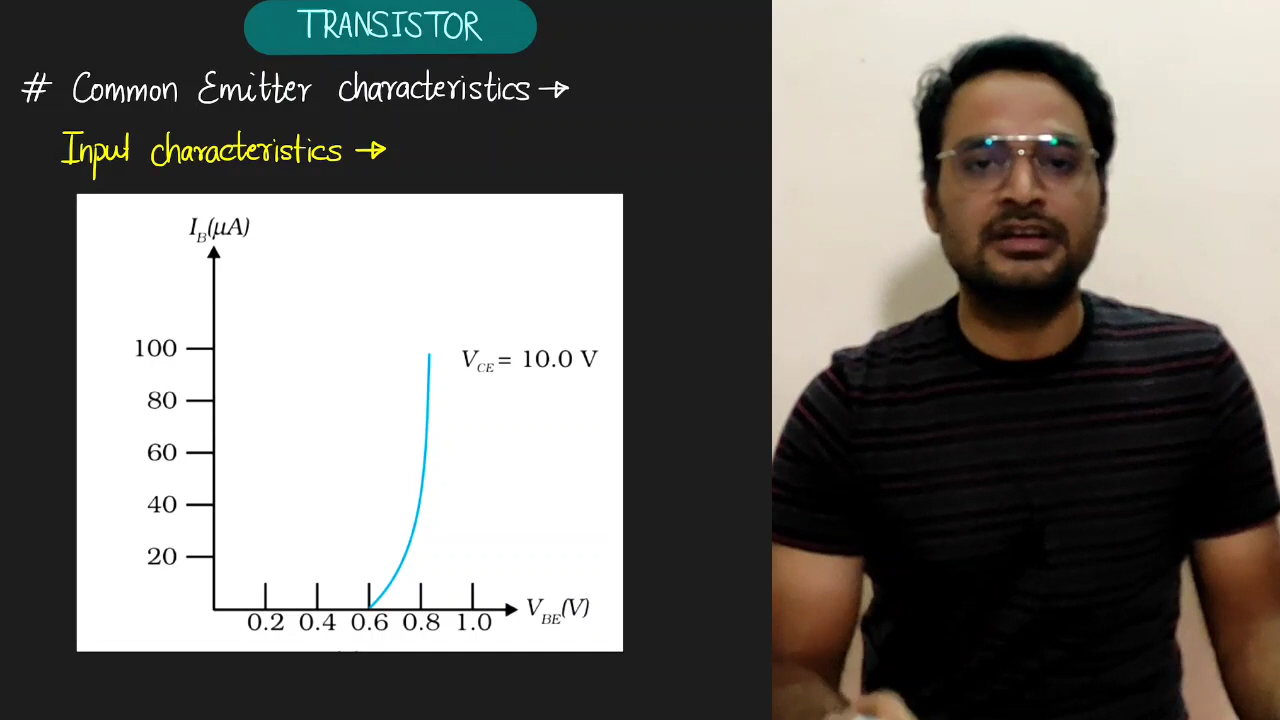 TRANSISTOR
# Common Emitter characteristics →
Input characteristics →
I_B(μA)
100
V_CE = 10.0 V
80
60
40
20
0.2 0.4 0.6 0.8 1.0
V_BE(V)